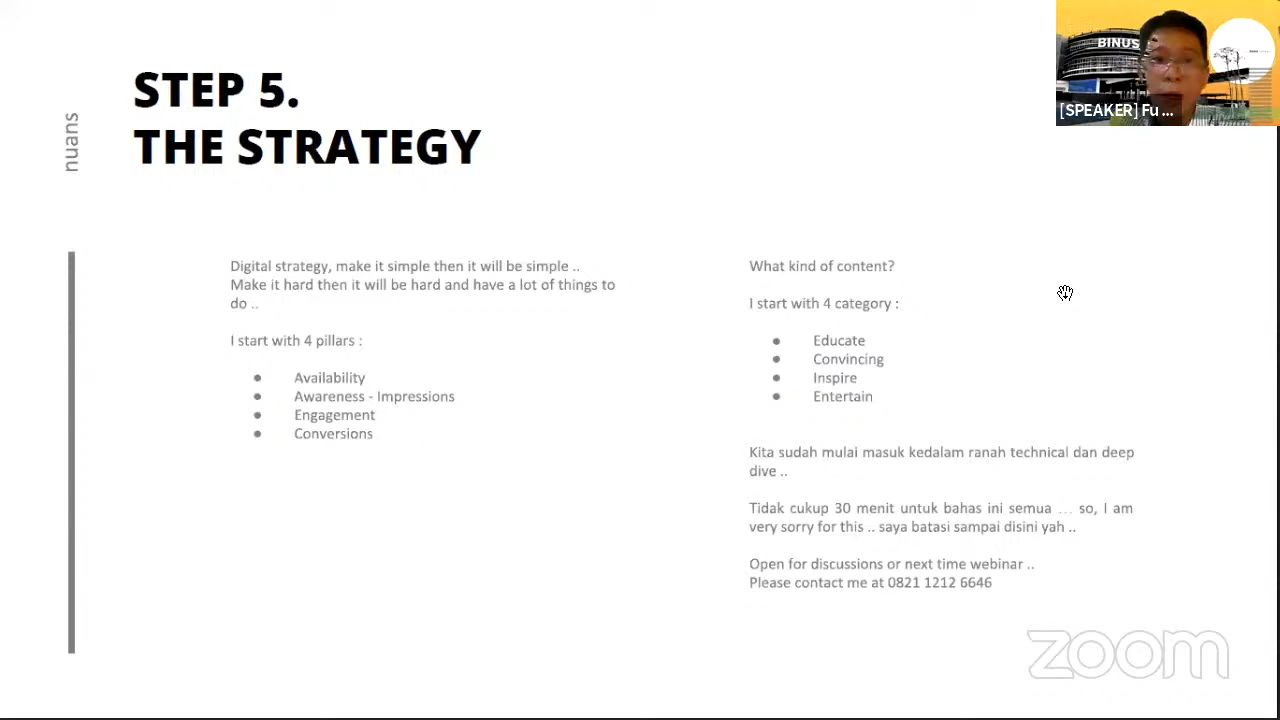 BINUS
[SPEAKER] Fu ...
STEP 5.
THE STRATEGY
nuans
Digital strategy, make it simple then it will be simple ..
Make it hard then it will be hard and have a lot of things to
do ..
I start with 4 pillars :
● Availability
● Awareness - Impressions
● Engagement
● Conversions
What kind of content?
I start with 4 category :
● Educate
● Convincing
● Inspire
● Entertain
Kita sudah mulai masuk kedalam ranah technical dan deep
dive ..
Tidak cukup 30 menit untuk bahas ini semua ... so, I am
very sorry for this .. saya batasi sampai disini yah ..
Open for discussions or next time webinar ..
Please contact me at 0821 1212 6646
zoom